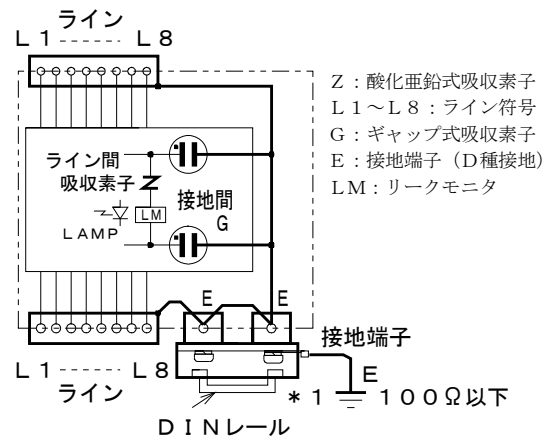 ライン
L1 L8
Z：酸化亜鉛式吸収素子
L1～L8：ライン符号
G：ギャップ式吸収素子
E：接地端子（D種接地）
LM：リークモニタ
ライン間
吸収素子
Z
LM
LAMP
接地間
G
E E
L1 L8
ライン
接地端子
E
＊1 100Ω以下
DINレール